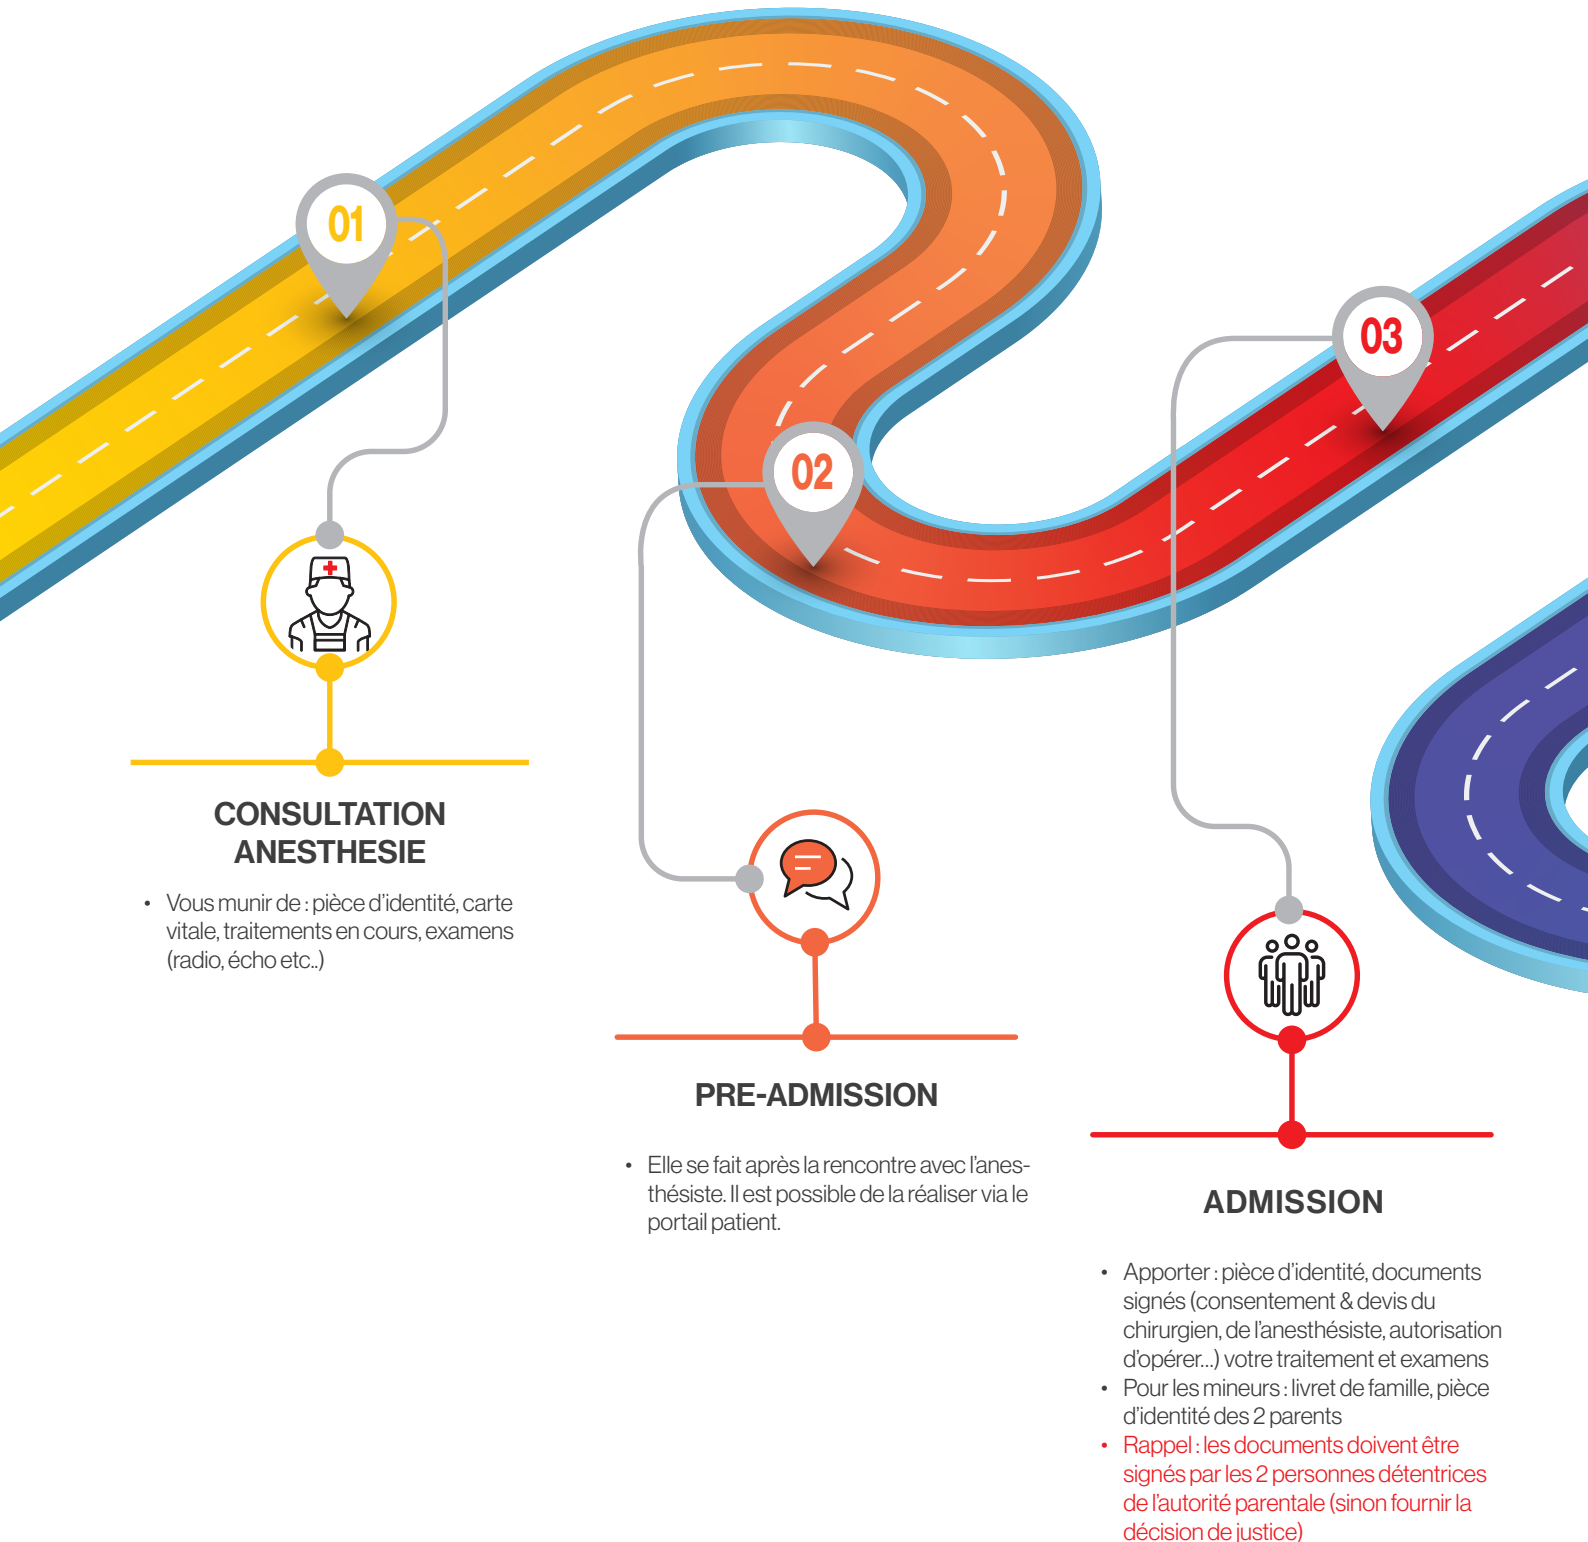 01
02
03
CONSULTATION
ANESTHESIE
• Vous munir de : pièce d'identité, carte
vitale, traitements en cours, examens
(radio, écho etc..)
PRE-ADMISSION
• Elle se fait après la rencontre avec l'anes-
thésiste. Il est possible de la réaliser via le
portail patient.
ADMISSION
• Apporter : pièce d'identité, documents
signés (consentement & devis du
chirurgien, de l'anesthésiste, autorisation
d'opérer...) votre traitement et examens
• Pour les mineurs : livret de famille, pièce
d'identité des 2 parents
• Rappel : les documents doivent être
signés par les 2 personnes détentrices
de l'autorité parentale (sinon fournir la
décision de justice)